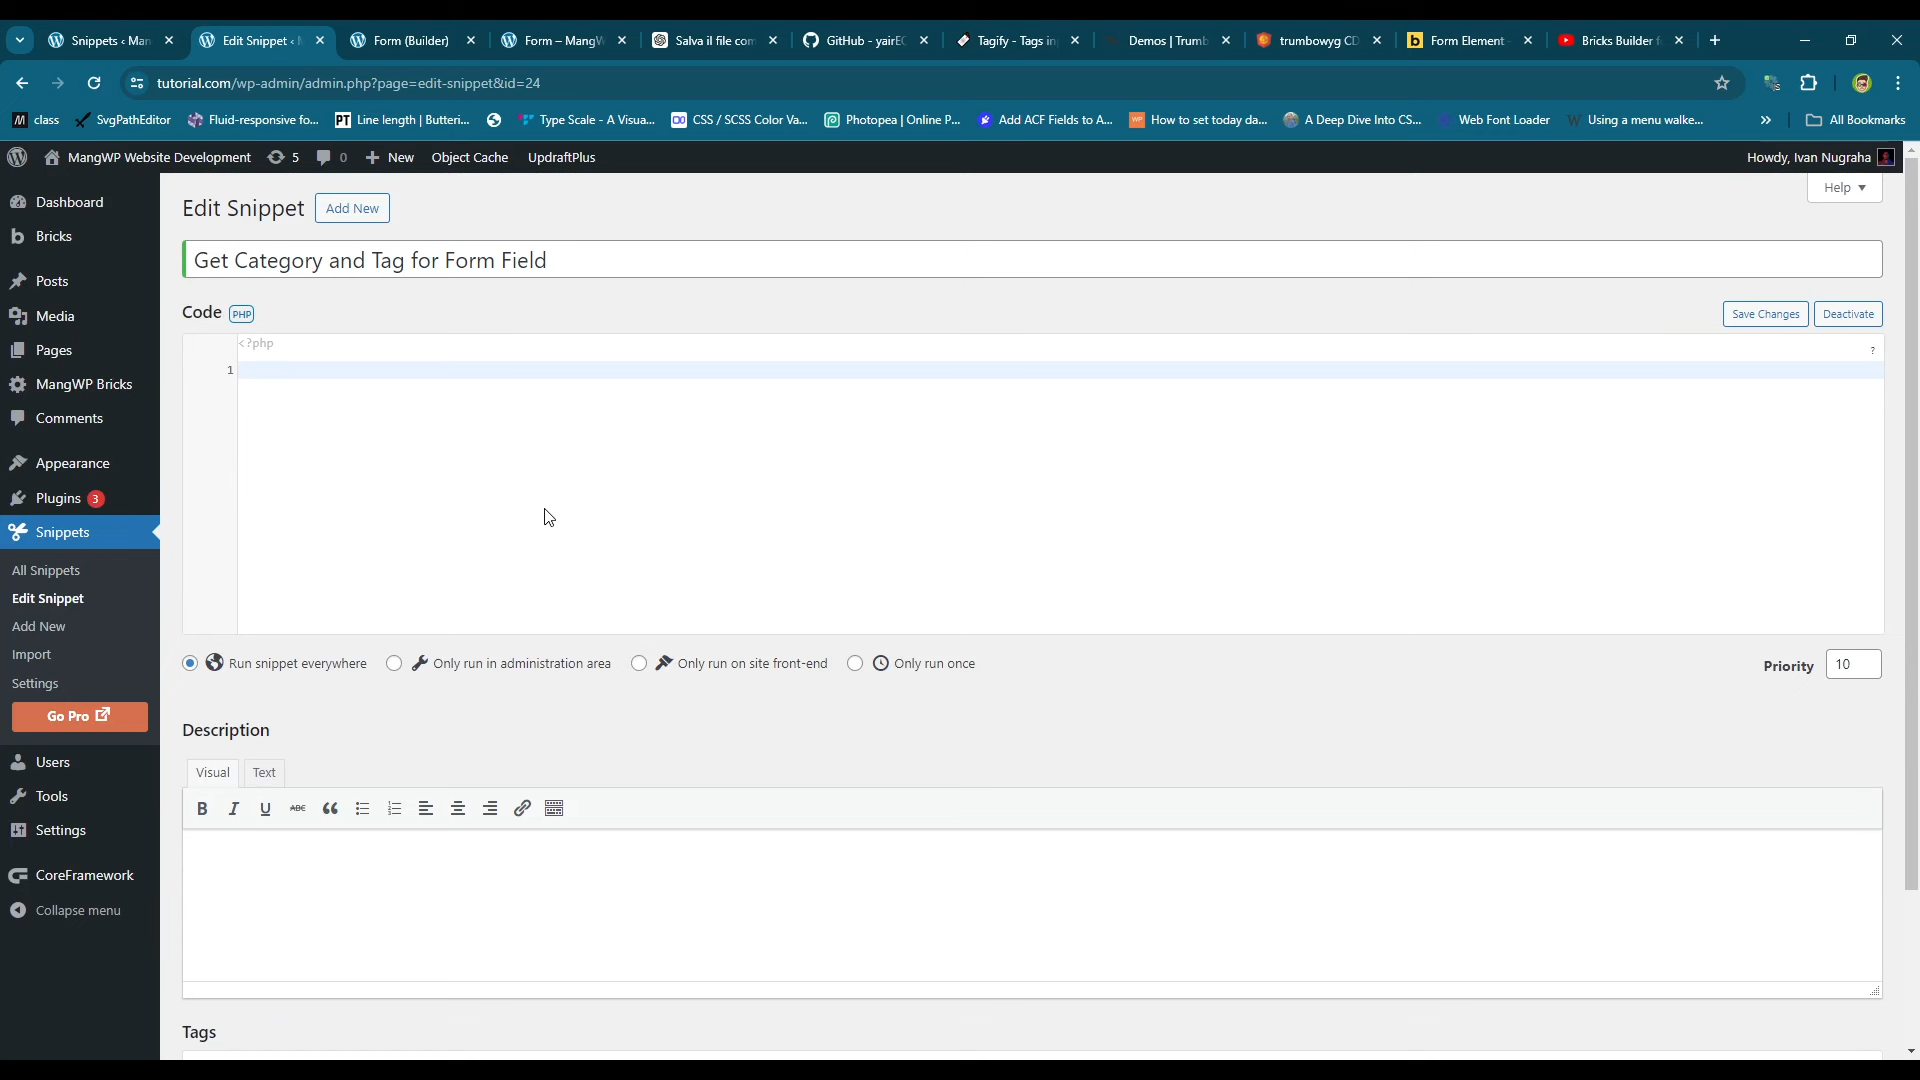 Snippets ‹ Man
Edit Snippet ‹
Form (Builder)
Form – MangW
Salva il file com
GitHub - yairE
Tagify - Tags in
Demos | Trumb
trumbowyg CD
Form Element
Bricks Builder f
tutorial.com/wp-admin/admin.php?page=edit-snippet&id=24
class
SvgPathEditor
Fluid-responsive fo...
PT Line length | Butteri...
Type Scale - A Visua...
CSS / SCSS Color Va...
Photopea | Online P...
Add ACF Fields to A...
WP How to set today da...
A Deep Dive Into CS...
Web Font Loader
Using a menu walke...
»
All Bookmarks
MangWP Website Development
5
0
New
Object Cache
UpdraftPlus
Howdy, Ivan Nugraha
Dashboard
Bricks
Posts
Media
Pages
MangWP Bricks
Comments
Appearance
Plugins 3
Snippets
All Snippets
Edit Snippet
Add New
Import
Settings
Go Pro
Users
Tools
Settings
CoreFramework
Collapse menu
Help
Edit Snippet
Add New
Get Category and Tag for Form Field
Code PHP
Save Changes
Deactivate
<?php
?
1
Run snippet everywhere
Only run in administration area
Only run on site front-end
Only run once
Priority 10
Description
Visual
Text
B I U ABC
Tags